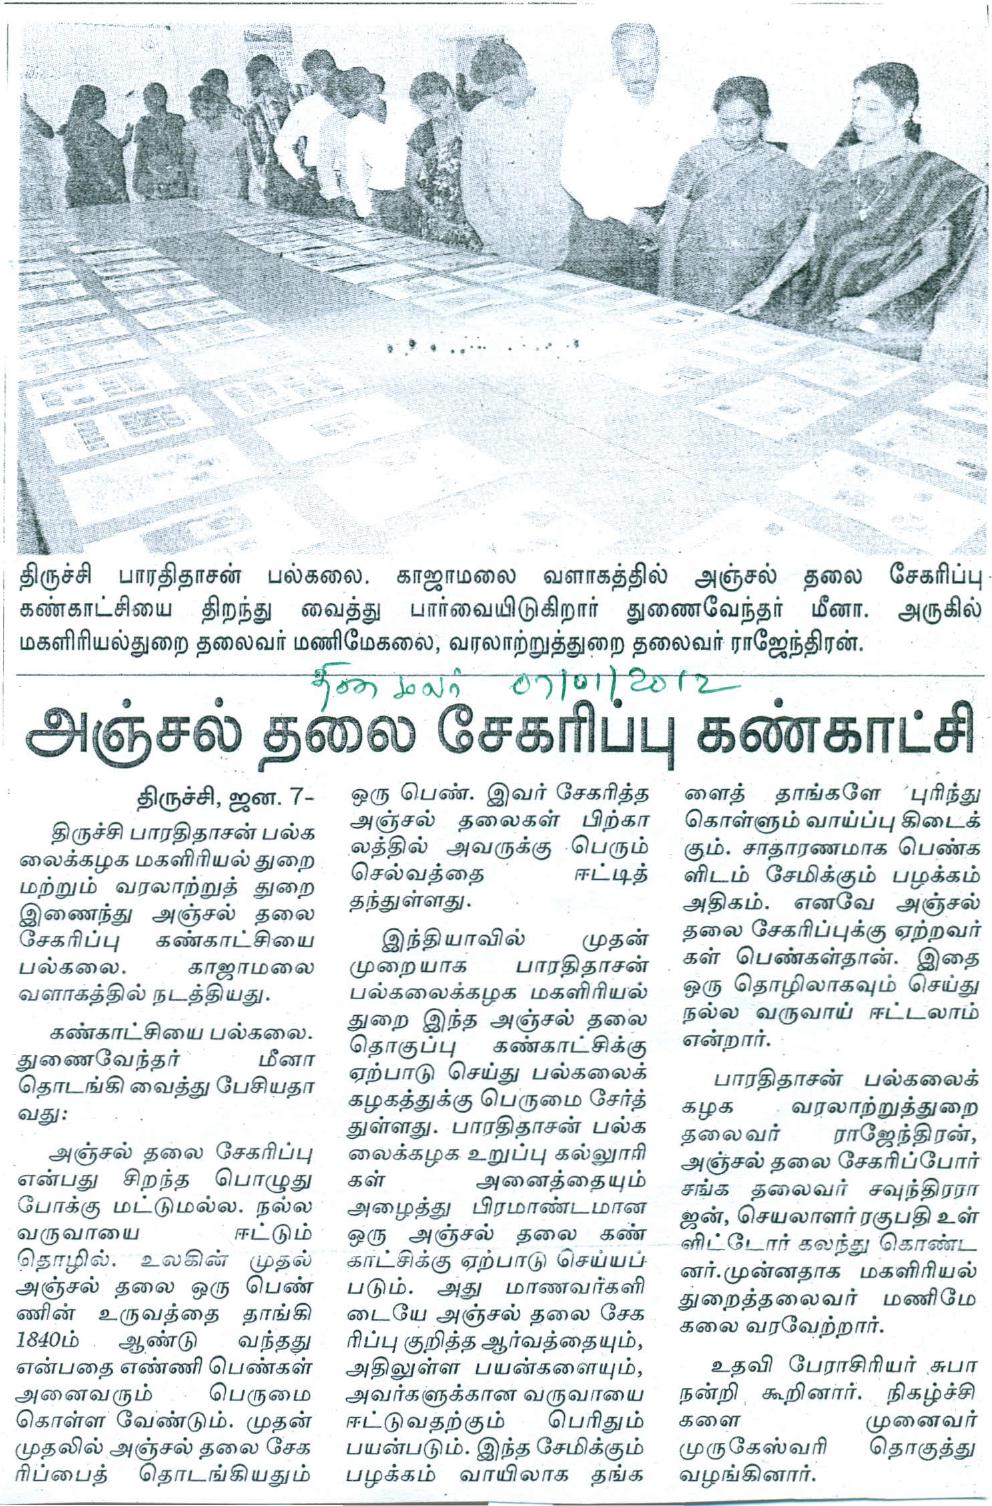 திருச்சி பாரதிதாசன் பல்கலை. காஜாமலை வளாகத்தில் அஞ்சல் தலை சேகரிப்பு
கண்காட்சியை திறந்து வைத்து பார்வையிடுகிறார் துணைவேந்தர் மீனா. அருகில்
மகளிரியல்துறை தலைவர் மணிமேகலை, வரலாற்றுத்துறை தலைவர் ராஜேந்திரன்.
தினமலர் 07/01/2012
அஞ்சல் தலை சேகரிப்பு கண்காட்சி
திருச்சி, ஜன. 7-
திருச்சி பாரதிதாசன் பல்க
லைக்கழக மகளிரியல் துறை
மற்றும் வரலாற்றுத் துறை
இணைந்து அஞ்சல் தலை
சேகரிப்பு கண்காட்சியை
பல்கலை. காஜாமலை
வளாகத்தில் நடத்தியது.
கண்காட்சியை பல்கலை.
துணைவேந்தர் மீனா
தொடங்கி வைத்து பேசியதா
வது:
அஞ்சல் தலை சேகரிப்பு
என்பது சிறந்த பொழுது
போக்கு மட்டுமல்ல. நல்ல
வருவாயை ஈட்டும்
தொழில். உலகின் முதல்
அஞ்சல் தலை ஒரு பெண்
ணின் உருவத்தை தாங்கி
1840ம் ஆண்டு வந்தது
என்பதை எண்ணி பெண்கள்
அனைவரும் பெருமை
கொள்ள வேண்டும். முதன்
முதலில் அஞ்சல் தலை சேக
ரிப்பைத் தொடங்கியதும்
ஒரு பெண். இவர் சேகரித்த
அஞ்சல் தலைகள் பிற்கா
லத்தில் அவருக்கு பெரும்
செல்வத்தை ஈட்டித்
தந்துள்ளது.
இந்தியாவில் முதன்
முறையாக பாரதிதாசன்
பல்கலைக்கழக மகளிரியல்
துறை இந்த அஞ்சல் தலை
தொகுப்பு கண்காட்சிக்கு
ஏற்பாடு செய்து பல்கலைக்
கழகத்துக்கு பெருமை சேர்த்
துள்ளது. பாரதிதாசன் பல்க
லைக்கழக உறுப்பு கல்லூரி
கள் அனைத்தையும்
அழைத்து பிரமாண்டமான
ஒரு அஞ்சல் தலை கண்
காட்சிக்கு ஏற்பாடு செய்யப்
படும். அது மாணவர்களி
டையே அஞ்சல் தலை சேக
ரிப்பு குறித்த ஆர்வத்தையும்,
அதிலுள்ள பயன்களையும்,
அவர்களுக்கான வருவாயை
ஈட்டுவதற்கும் பெரிதும்
பயன்படும். இந்த சேமிக்கும்
பழக்கம் வாயிலாக தங்க
ளைத் தாங்களே புரிந்து
கொள்ளும் வாய்ப்பு கிடைக்
கும். சாதாரணமாக பெண்க
ளிடம் சேமிக்கும் பழக்கம்
அதிகம். எனவே அஞ்சல்
தலை சேகரிப்புக்கு ஏற்றவர்
கள் பெண்கள்தான். இதை
ஒரு தொழிலாகவும் செய்து
நல்ல வருவாய் ஈட்டலாம்
என்றார்.
பாரதிதாசன் பல்கலைக்
கழக வரலாற்றுத்துறை
தலைவர் ராஜேந்திரன்,
அஞ்சல் தலை சேகரிப்போர்
சங்க தலைவர் சவுந்திரரா
ஜன், செயலாளர் ரகுபதி உள்
ளிட்டோர் கலந்து கொண்ட
னர்.முன்னதாக மகளிரியல்
துறைத்தலைவர் மணிமே
கலை வரவேற்றார்.
உதவி பேராசிரியர் சுபா
நன்றி கூறினார். நிகழ்ச்சி
களை முனைவர்
முருகேஸ்வரி தொகுத்து
வழங்கினார்.